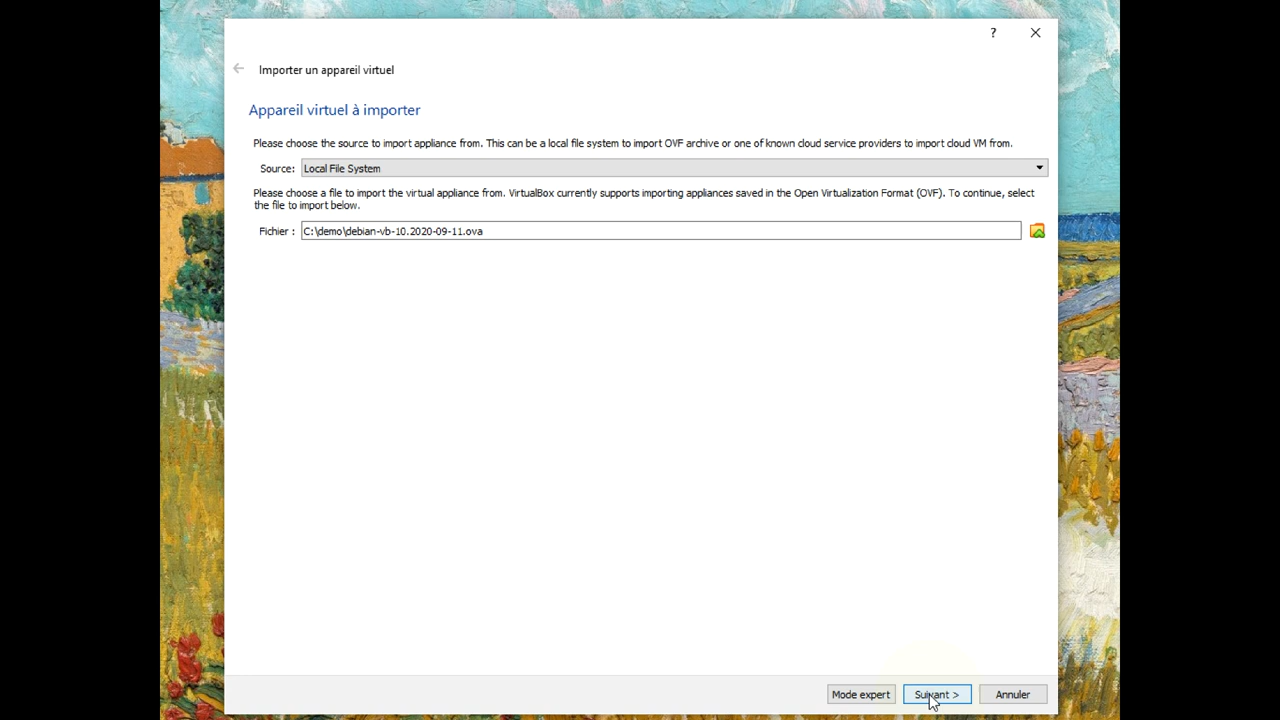 ?
Importer un appareil virtuel
Appareil virtuel à importer
Please choose the source to import appliance from. This can be a local file system to import OVF archive or one of known cloud service providers to import cloud VM from.
Source: Local File System
Please choose a file to import the virtual appliance from. VirtualBox currently supports importing appliances saved in the Open Virtualization Format (OVF). To continue, select
the file to import below.
Fichier : C:\demo\debian-vb-10.2020-09-11.ova
Mode expert Suivant > Annuler